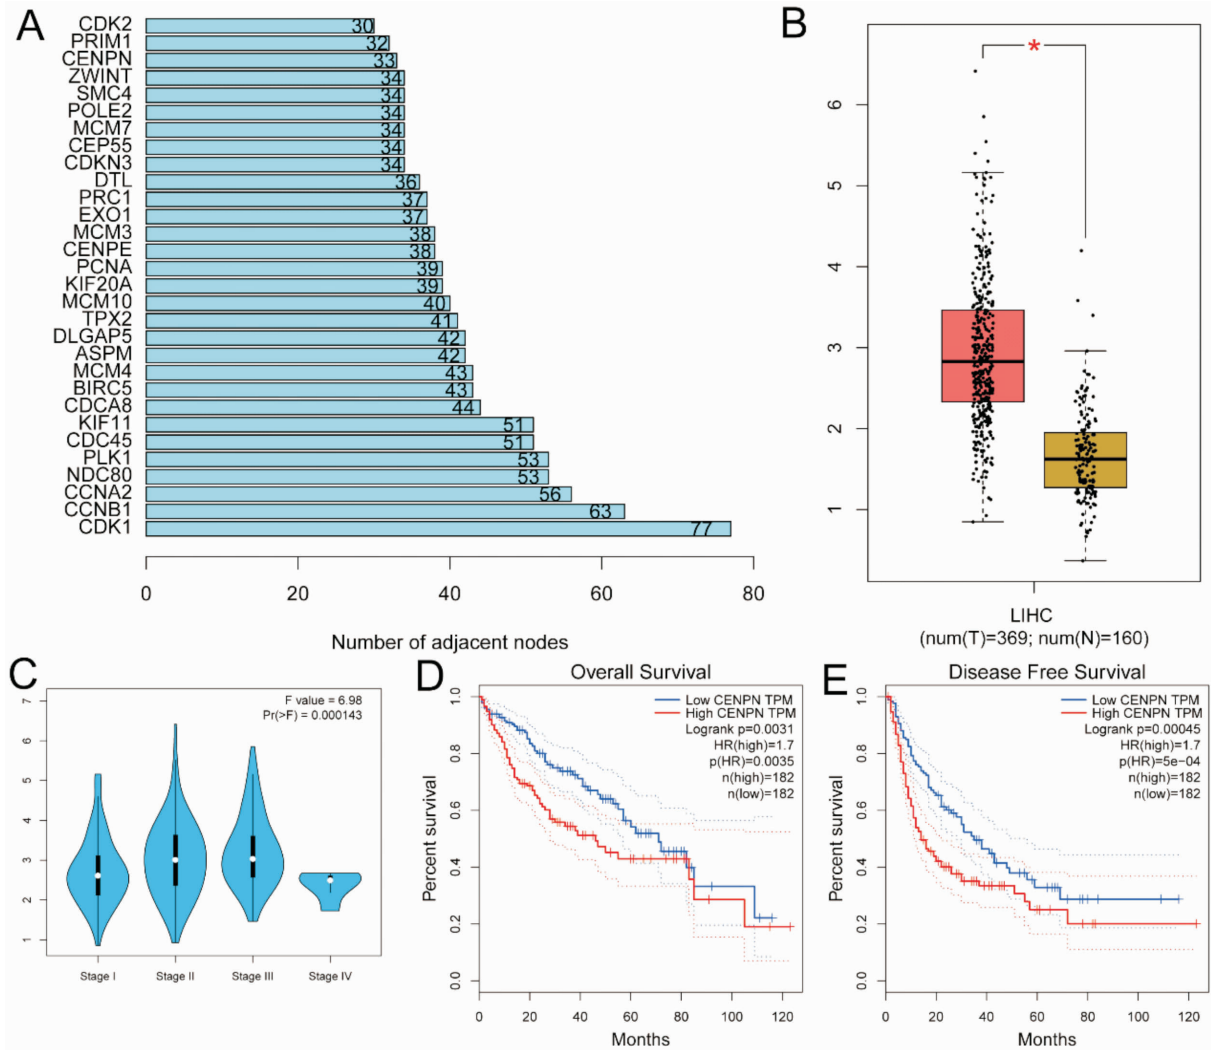 A
CDK2 30
PRIM1 32
CENPN 33
ZWINT 34
SMC4 34
POLE2 34
MCM7 34
CEP55 34
CDKN3 34
DTL 36
PRC1 37
EXO1 37
MCM3 38
CENPE 38
PCNA 39
KIF20A 39
MCM10 40
TPX2 41
DLGAP5 42
ASPM 42
MCM4 43
BIRC5 43
CDCA8 44
KIF11 51
CDC45 51
PLK1 53
NDC80 53
CCNA2 56
CCNB1 63
CDK1 77
0 20 40 60 80
Number of adjacent nodes
B
*
6
5
4
3
2
1
LIHC
(num(T)=369; num(N)=160)
C
F value = 6.98
Pr(>F) = 0.000143
7
6
5
4
3
2
1
Stage I Stage II Stage III Stage IV
D
Overall Survival
Low CENPN TPM
High CENPN TPM
Logrank p=0.0031
HR(high)=1.7
p(HR)=0.0035
n(high)=182
n(low)=182
Percent survival
1.0
0.8
0.6
0.4
0.2
0.0
0 20 40 60 80 100 120
Months
E
Disease Free Survival
Low CENPN TPM
High CENPN TPM
Logrank p=0.00045
HR(high)=1.7
p(HR)=5e−04
n(high)=182
n(low)=182
Percent survival
1.0
0.8
0.6
0.4
0.2
0.0
0 20 40 60 80 100 120
Months